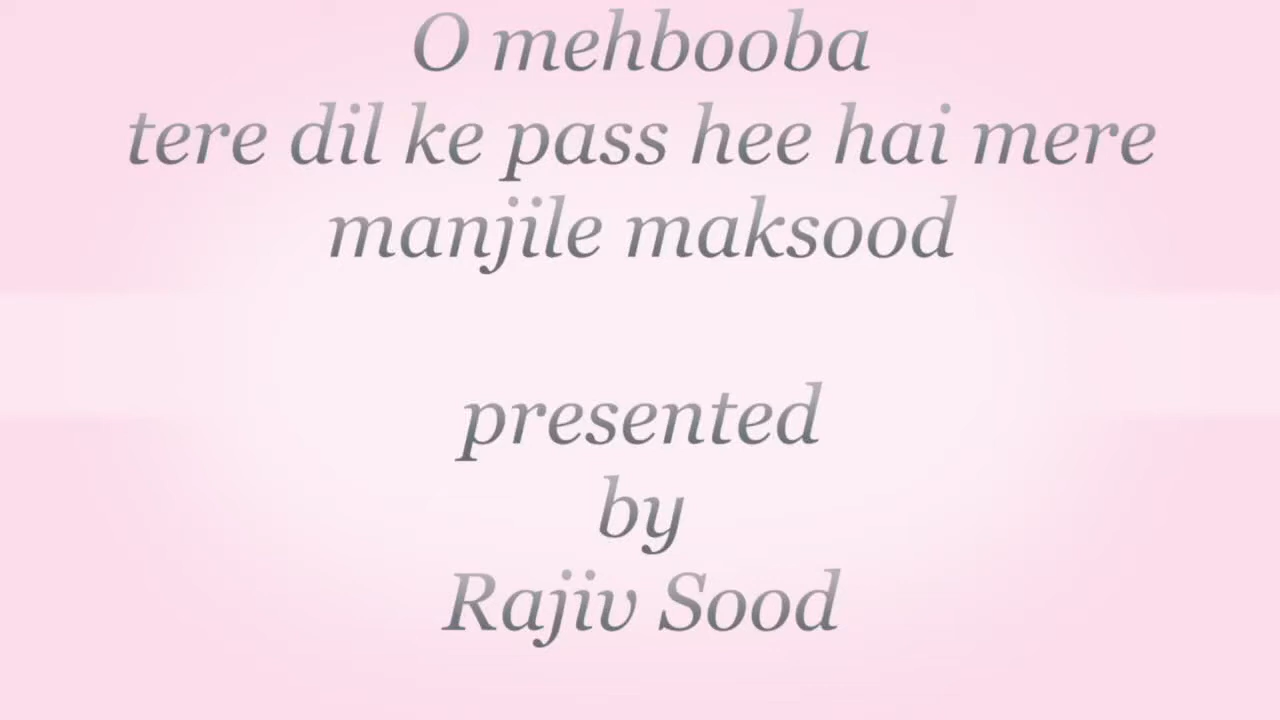 O mehbooba
tere dil ke pass hee hai mere
manjile maksood
presented
by
Rajiv Sood